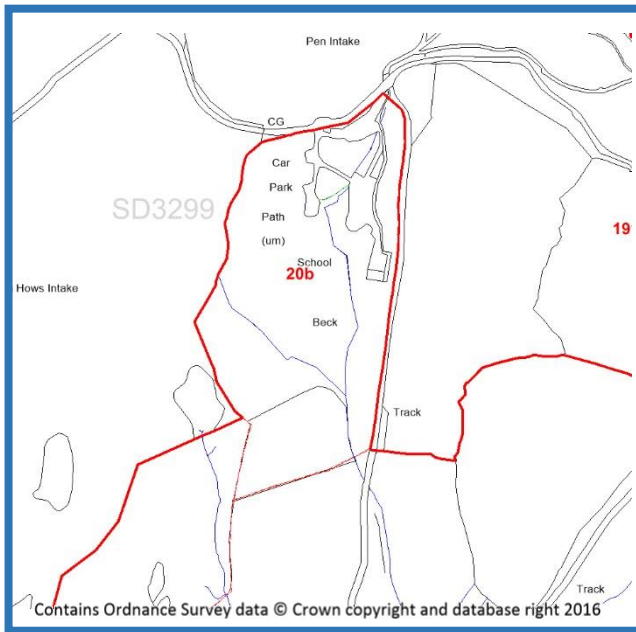 Pen Intake
CG
Car
Park
SD3299
Path
(um)
19
School
20b
Hows Intake
Beck
Track
Track
Contains Ordnance Survey data © Crown copyright and database right 2016